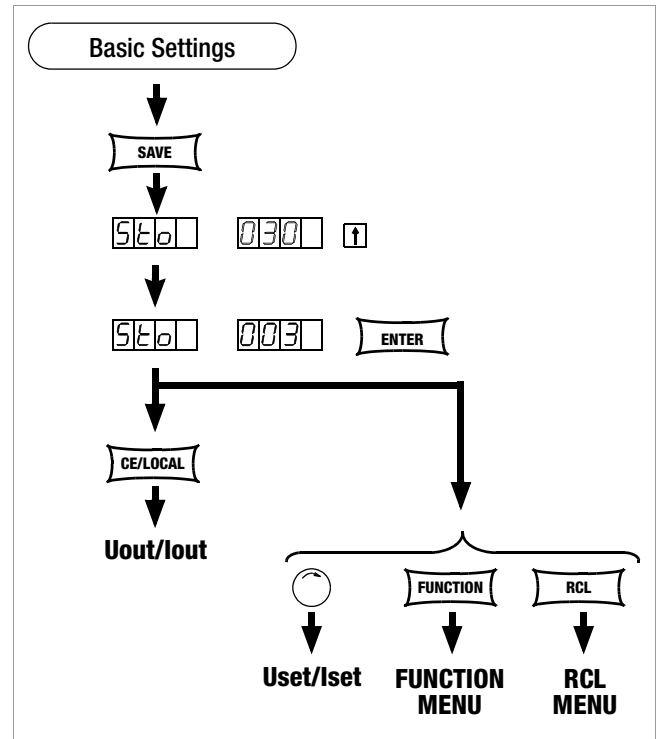 Basic Settings
SAVE
Sto 030 ↑
Sto 003 ENTER
CE/LOCAL
Uout/Iout
FUNCTION RCL
Uset/Iset FUNCTION MENU RCL MENU